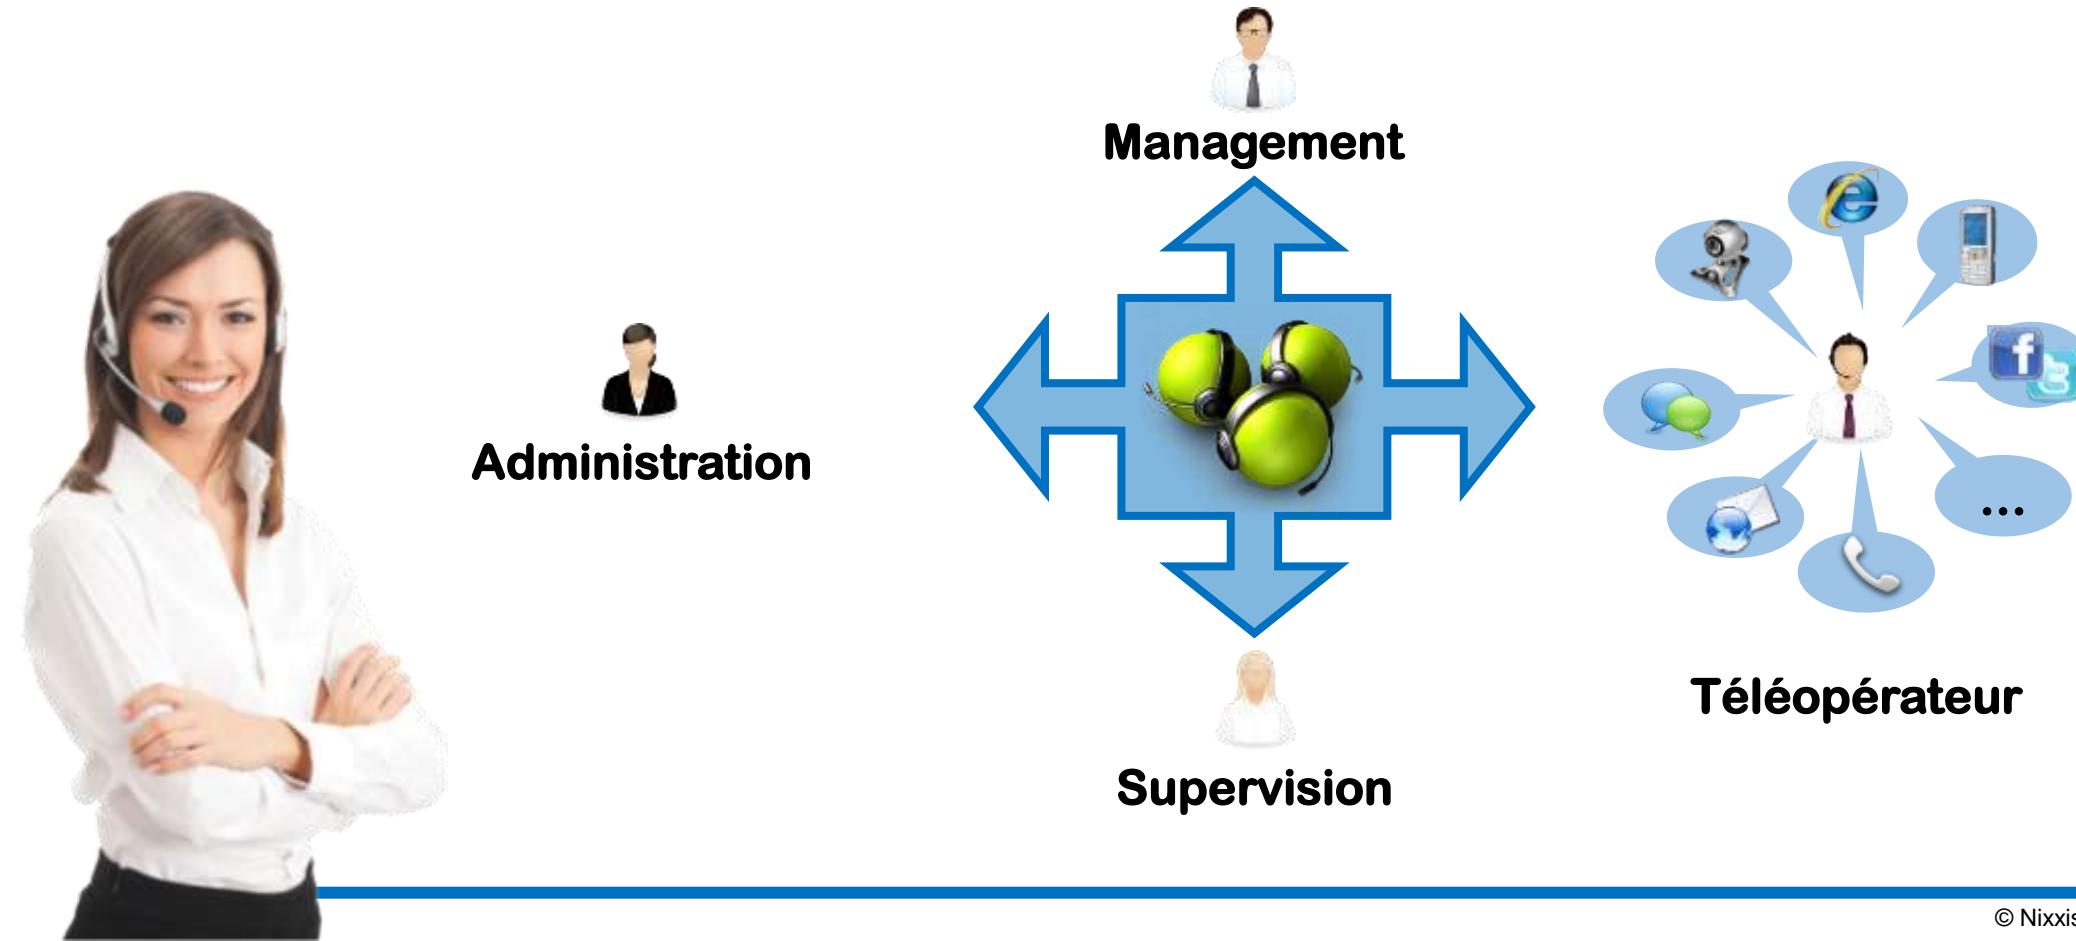 Management
Administration
...
Téléopérateur
Supervision
© Nixxis